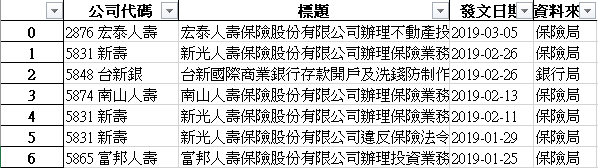 公司代碼 標題 發文日期 資料來
0 2876 宏泰人壽 宏泰人壽保險股份有限公司辦理不動產投 2019-03-05 保險局
1 5831 新壽 新光人壽保險股份有限公司辦理保險業務 2019-02-26 保險局
2 5848 台新銀 台新國際商業銀行存款開戶及洗錢防制作 2019-02-26 銀行局
3 5874 南山人壽 南山人壽保險股份有限公司辦理保險業務 2019-02-13 保險局
4 5831 新壽 新光人壽保險股份有限公司辦理保險業務 2019-02-11 保險局
5 5831 新壽 新光人壽保險股份有限公司違反保險法令 2019-01-29 保險局
6 5865 富邦人壽 富邦人壽保險股份有限公司辦理投資業務 2019-01-25 保險局